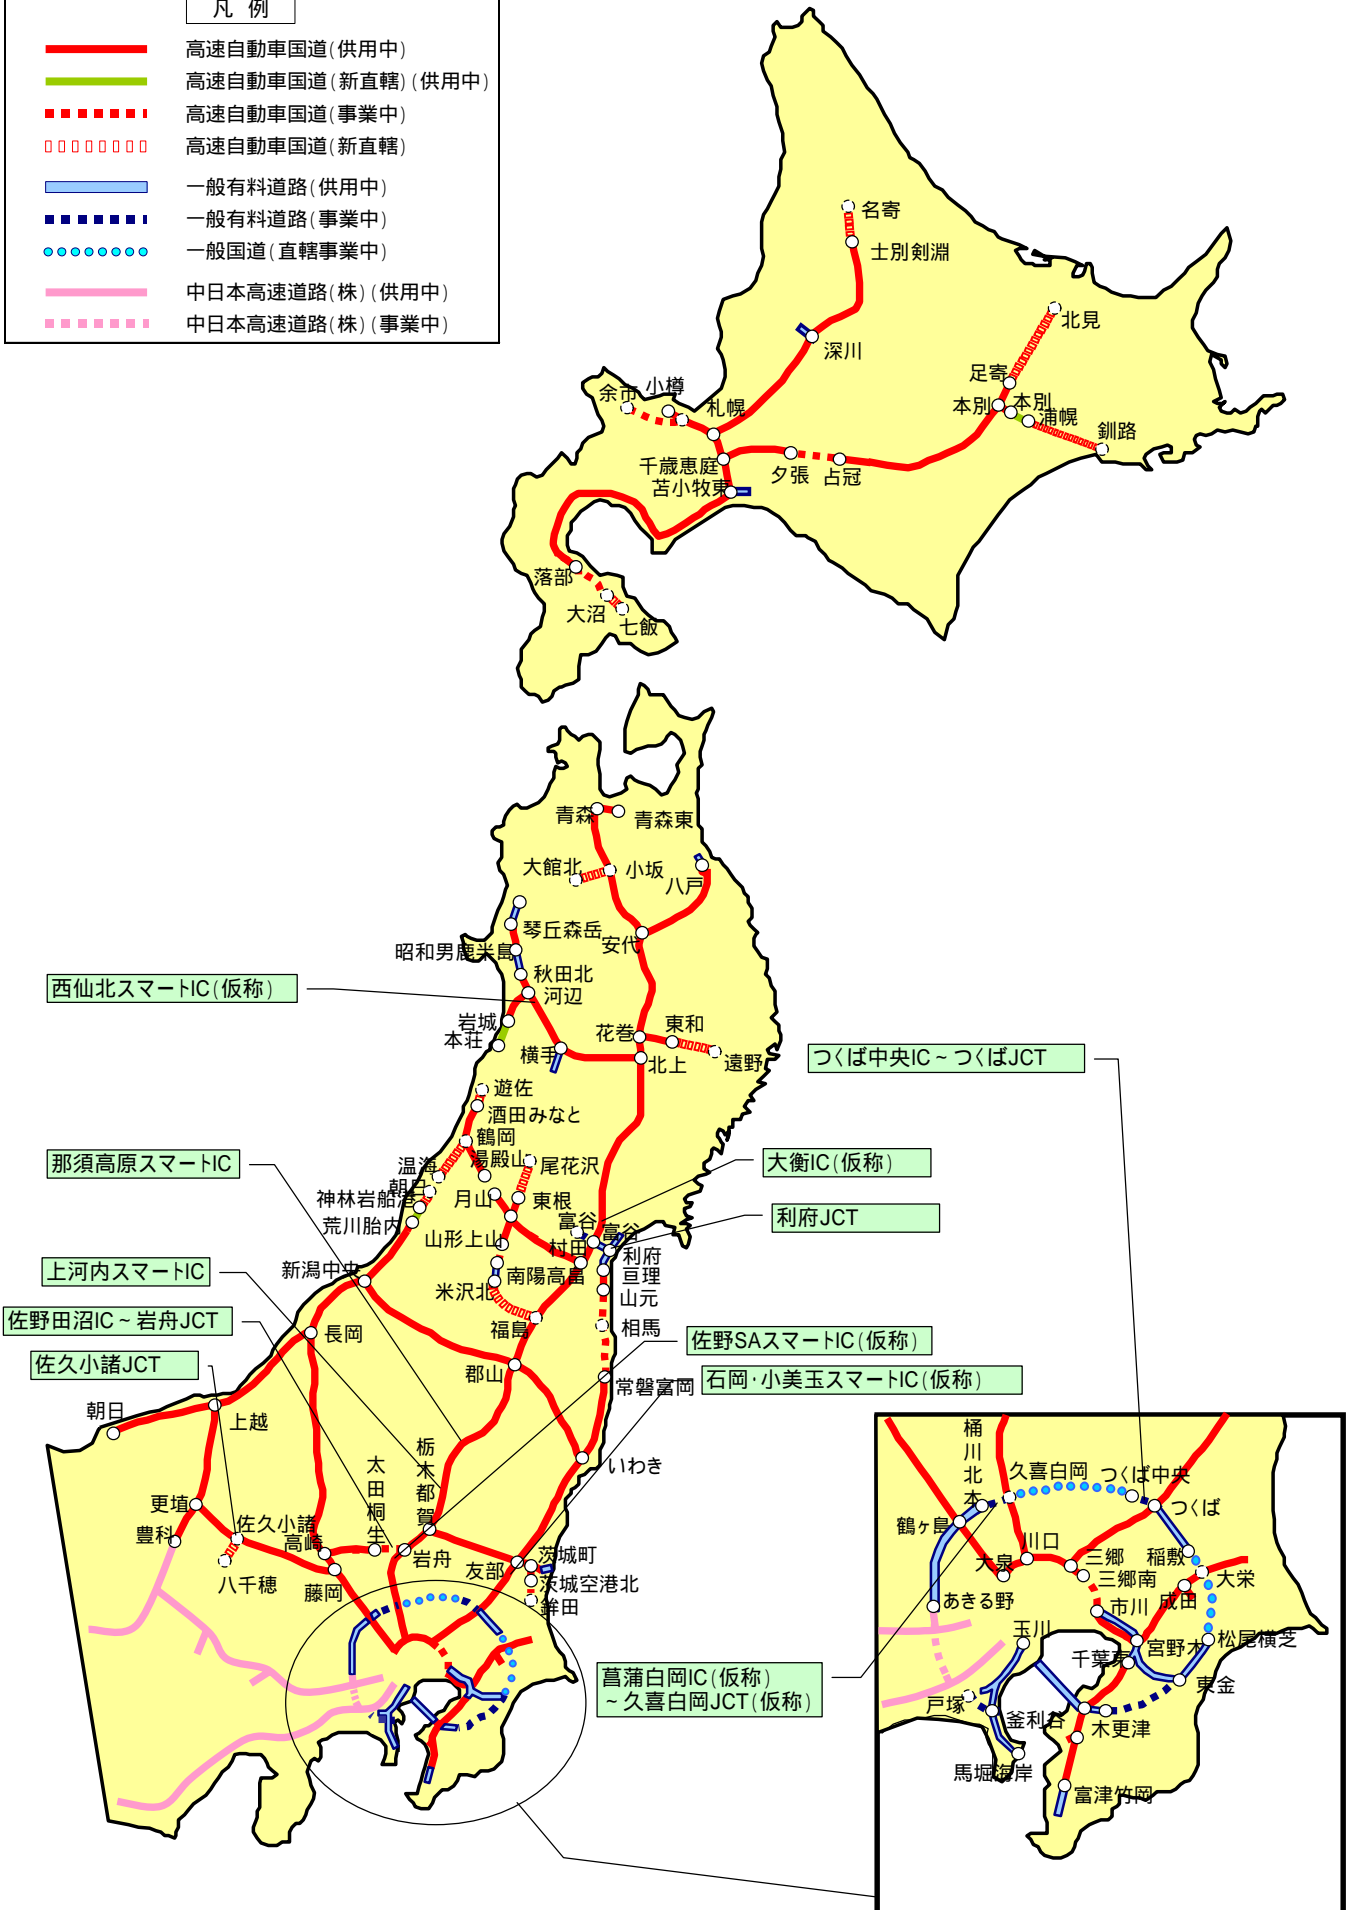 凡 例
高速自動車国道(供用中)
高速自動車国道(新直轄)(供用中)
高速自動車国道(事業中)
高速自動車国道(新直轄)
一般有料道路(供用中)
一般有料道路(事業中)
一般国道(直轄事業中)
中日本高速道路(株)(供用中)
中日本高速道路(株)(事業中)
名寄
士別剣淵
深川
北見
足寄
本別
本別
浦幌
釧路
余市
小樽
札幌
千歳恵庭
夕張
占冠
苫小牧東
落部
大沼
七飯
青森
青森東
大館北
小坂
八戸
琴丘森岳
安代
昭和男鹿半島
秋田北
河辺
西仙北スマートIC(仮称)
岩城
本荘
横手
花巻
東和
遠野
北上
つくば中央IC~つくばJCT
遊佐
酒田みなと
鶴岡
湯殿山
尾花沢
温海
朝日
神林岩船港
荒川胎内
月山
東根
那須高原スマートIC
大衡IC(仮称)
利府JCT
富谷
富谷
山形上山
村田
利府
亘理
山元
南陽高畠
米沢北
新潟中央
上河内スマートIC
福島
相馬
佐野田沼IC~岩舟JCT
長岡
佐野SAスマートIC(仮称)
佐久小諸JCT
郡山
常磐富岡
石岡・小美玉スマートIC(仮称)
朝日
上越
栃木都賀
太田桐生
いわき
更埴
豊科
佐久小諸
高崎
八千穂
藤岡
岩舟
友部
茨城町
茨城空港北
鉾田
菖蒲白岡IC(仮称)
~久喜白岡JCT(仮称)
桶川北本
久喜白岡
つくば中央
つくば
鶴ヶ島
川口
大泉
三郷
三郷南
稲敷
大栄
成田
あきる野
市川
玉川
宮野木
松尾横芝
千葉東
東金
戸塚
釜利谷
木更津
馬堀海岸
富津竹岡